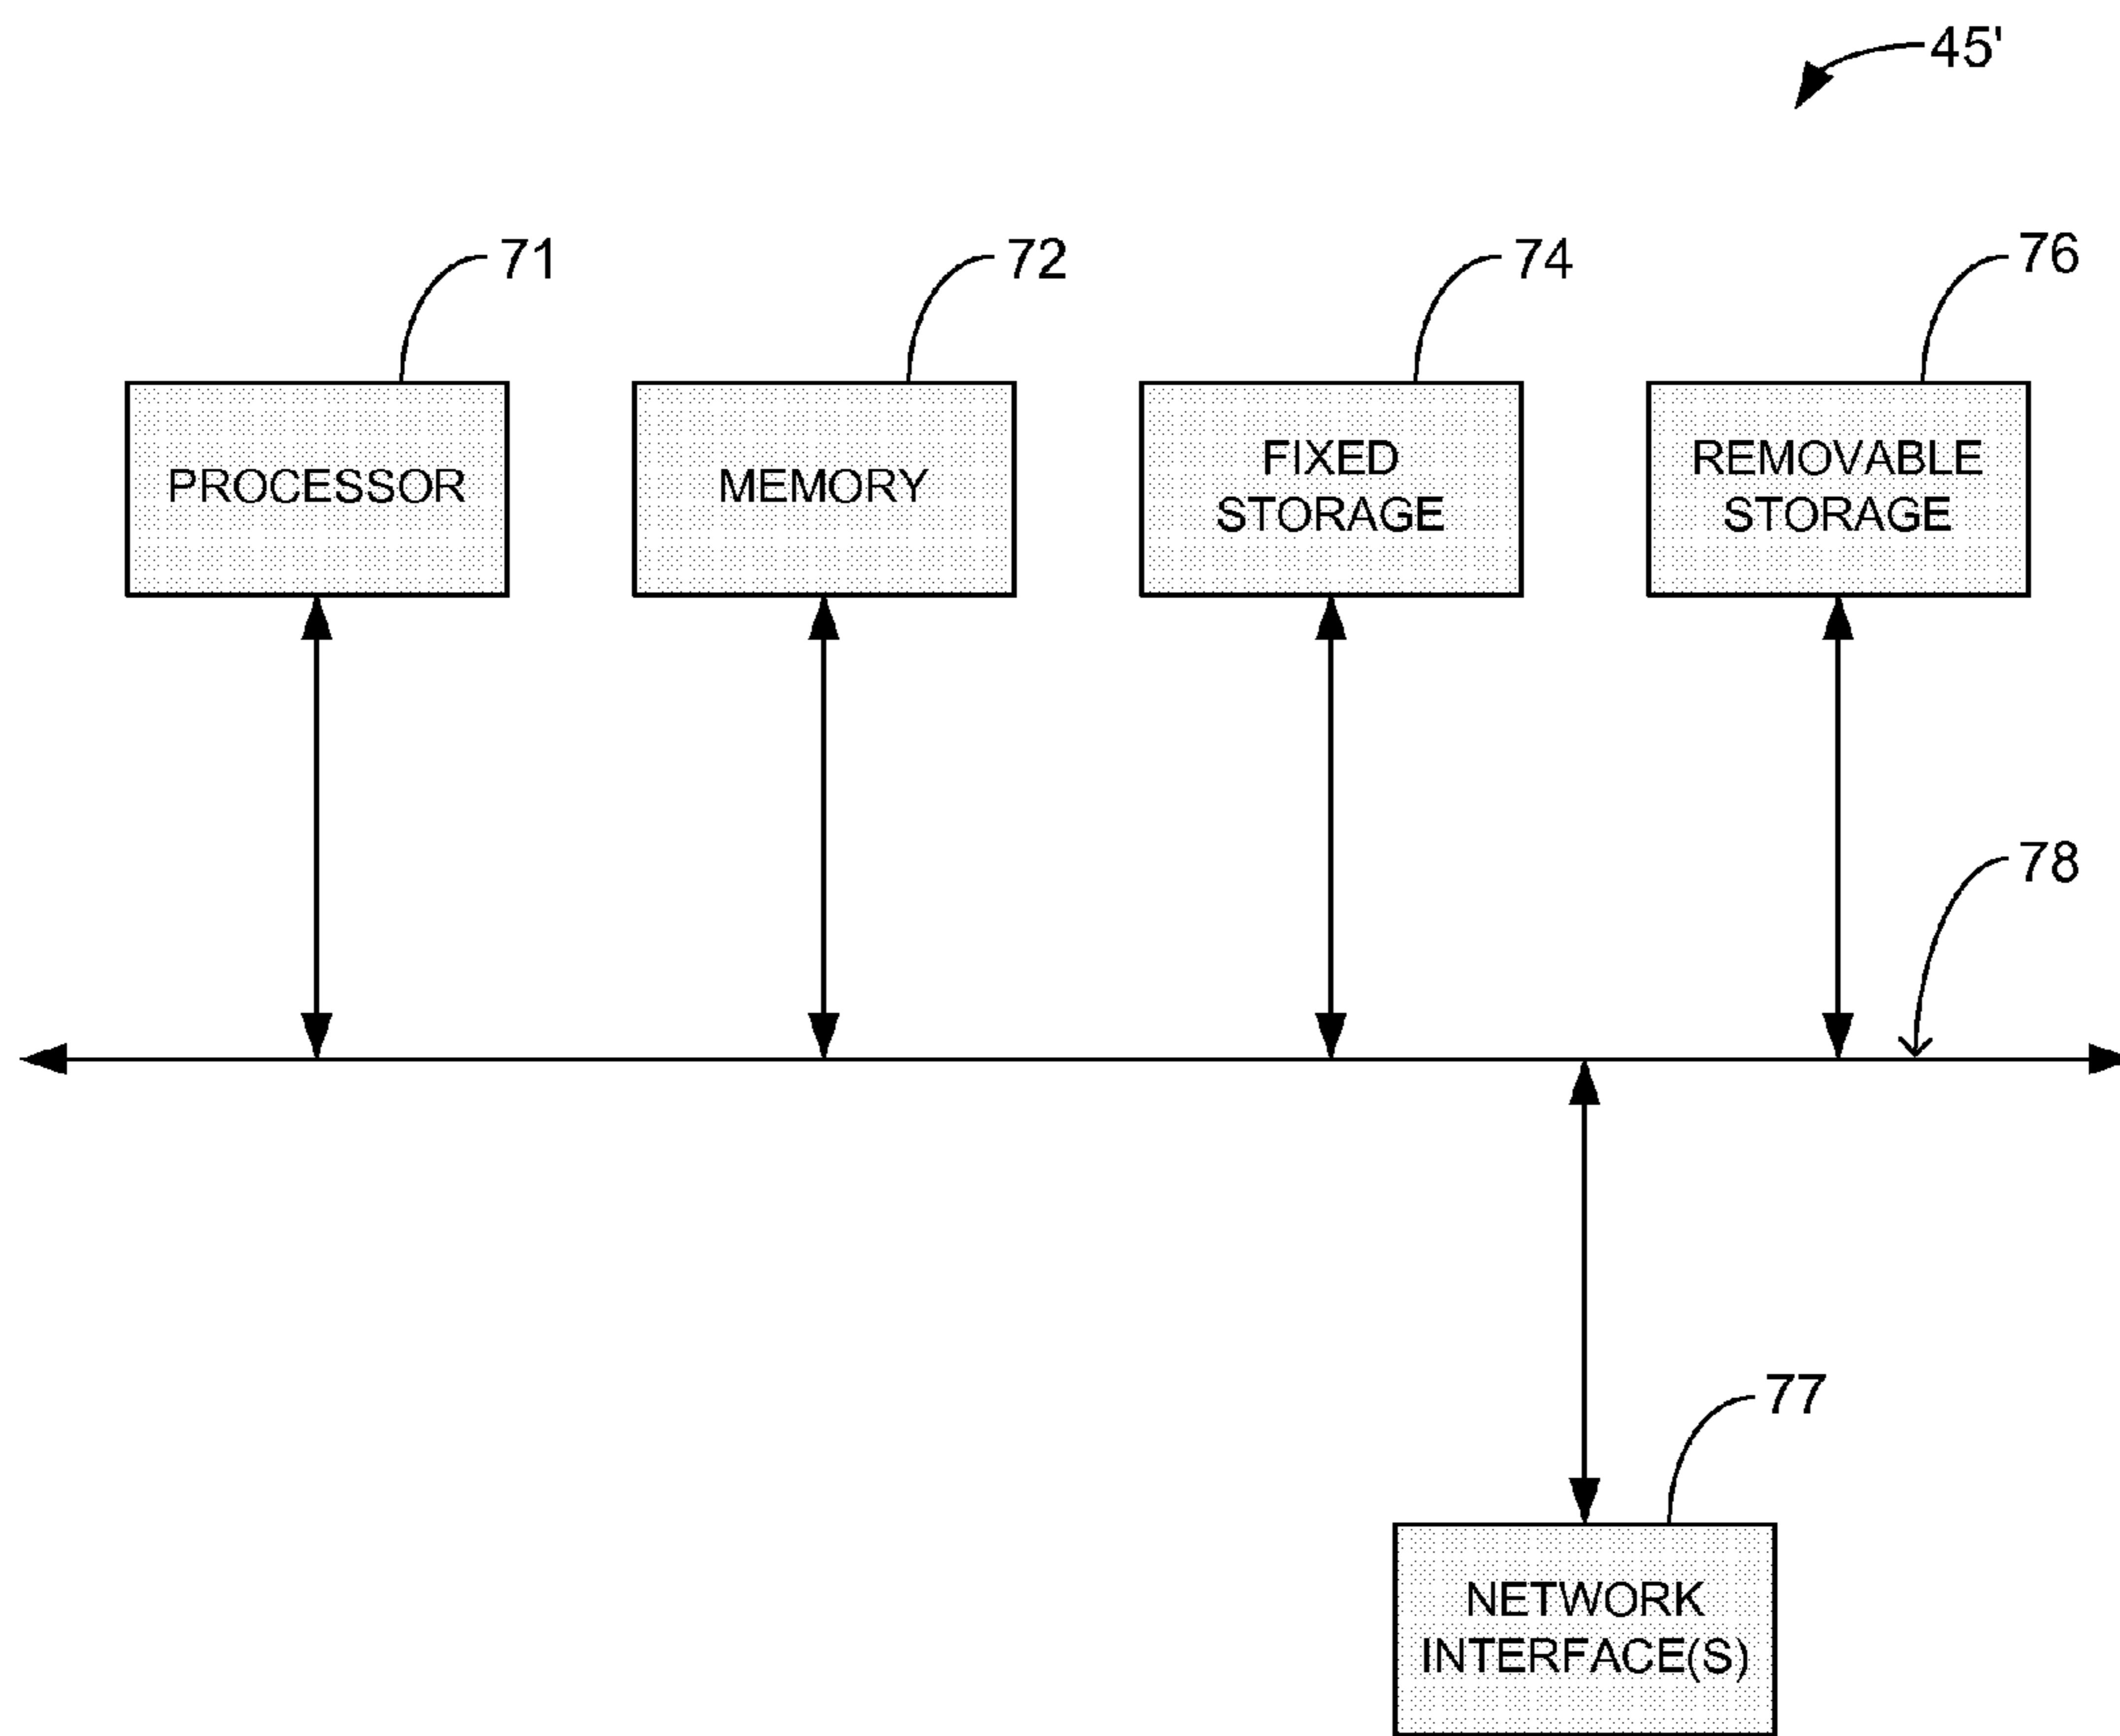 45'
71
72
74
76
PROCESSOR
MEMORY
FIXED
STORAGE
REMOVABLE
STORAGE
78
77
NETWORK
INTERFACE(S)